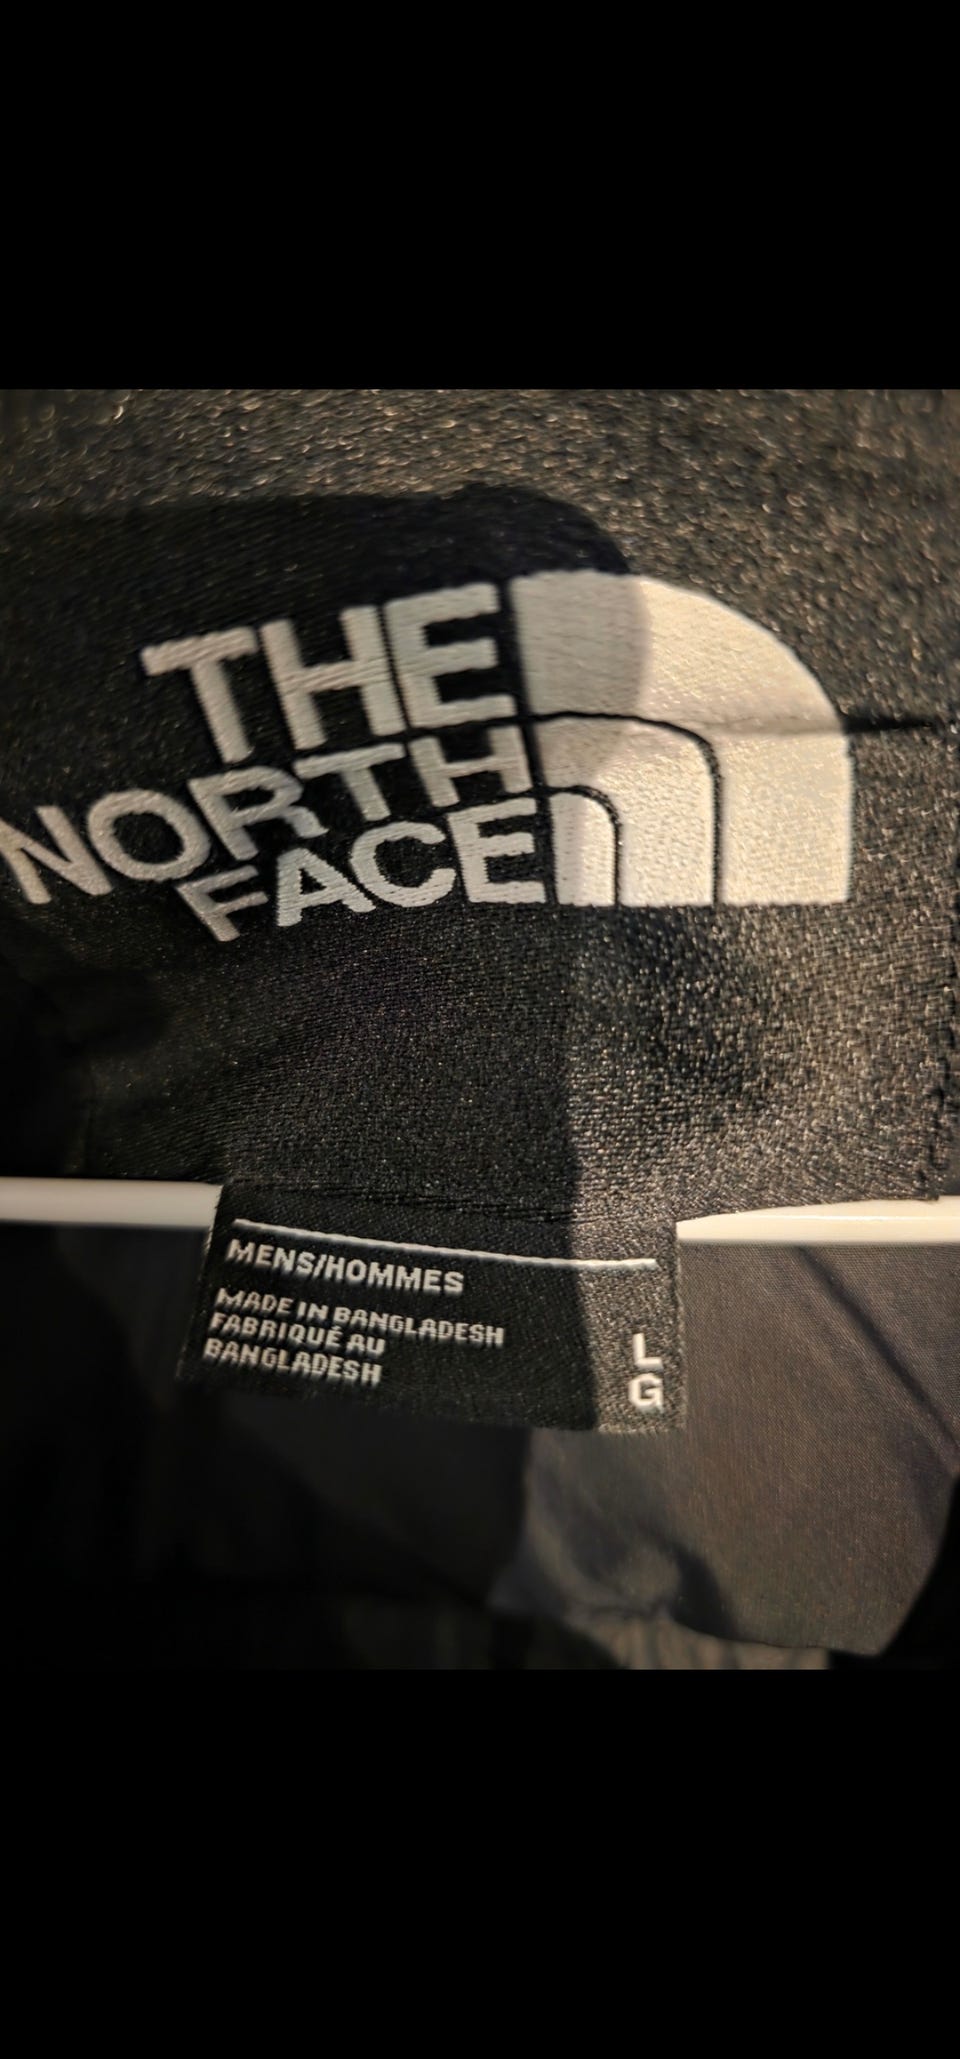 THE
NORTH
FACE
MENS/HOMMES
MADE IN BANGLADESH
FABRIQUÉ AU
BANGLADESH
L
G